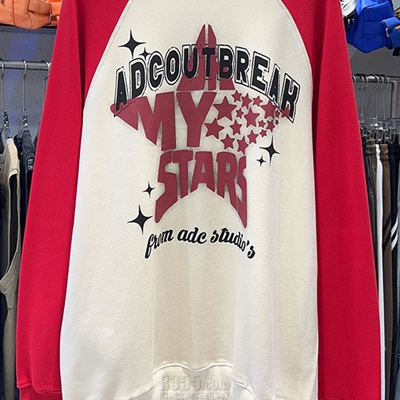 ADCOUTBREAK
MY
STARS
from adc studio's